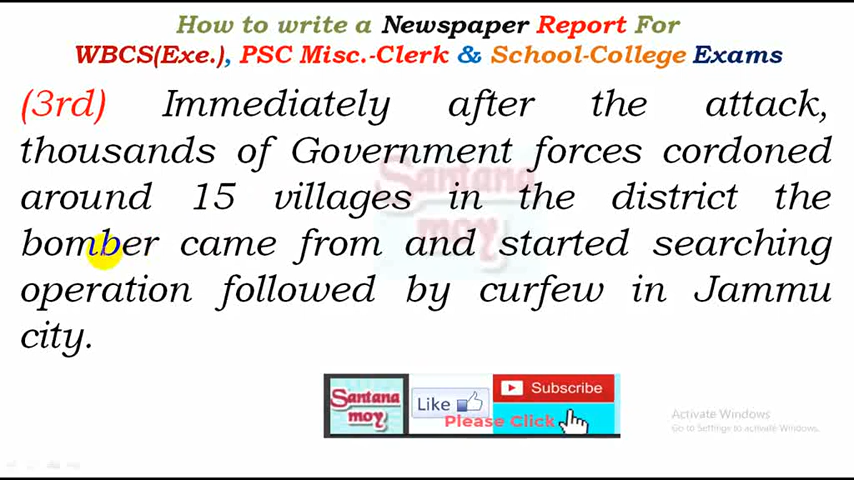 How to write a Newspaper Report For
WBCS(Exe.), PSC Misc.-Clerk & School-College Exams
(3rd) Immediately after the attack,
thousands of Government forces cordoned
around 15 villages in the district the
bomber came from and started searching
operation followed by curfew in Jammu
city.
Santana
moy
Santana
moy
Like
Subscribe
Please Click
Activate Windows
Go to Settings to activate Windows.